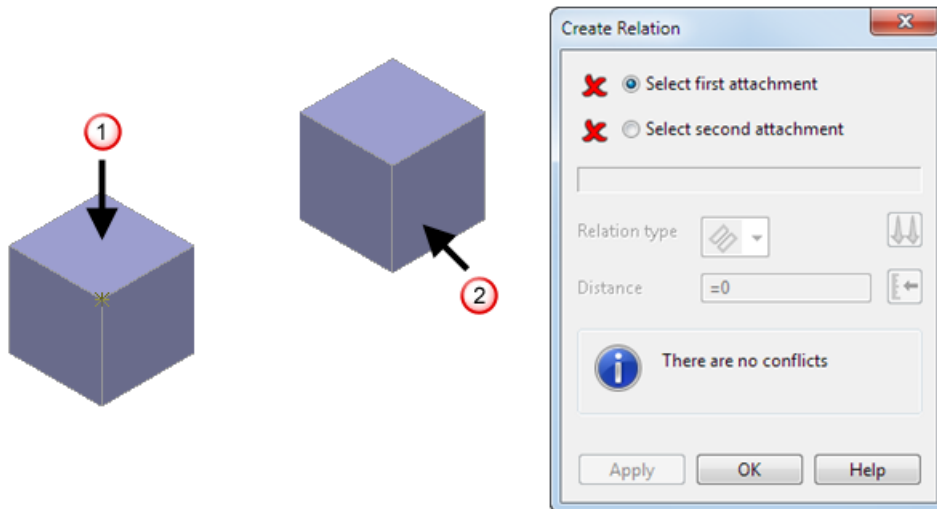 1
2
Create Relation
Select first attachment
Select second attachment
Relation type
Distance
=0
There are no conflicts
Apply
OK
Help